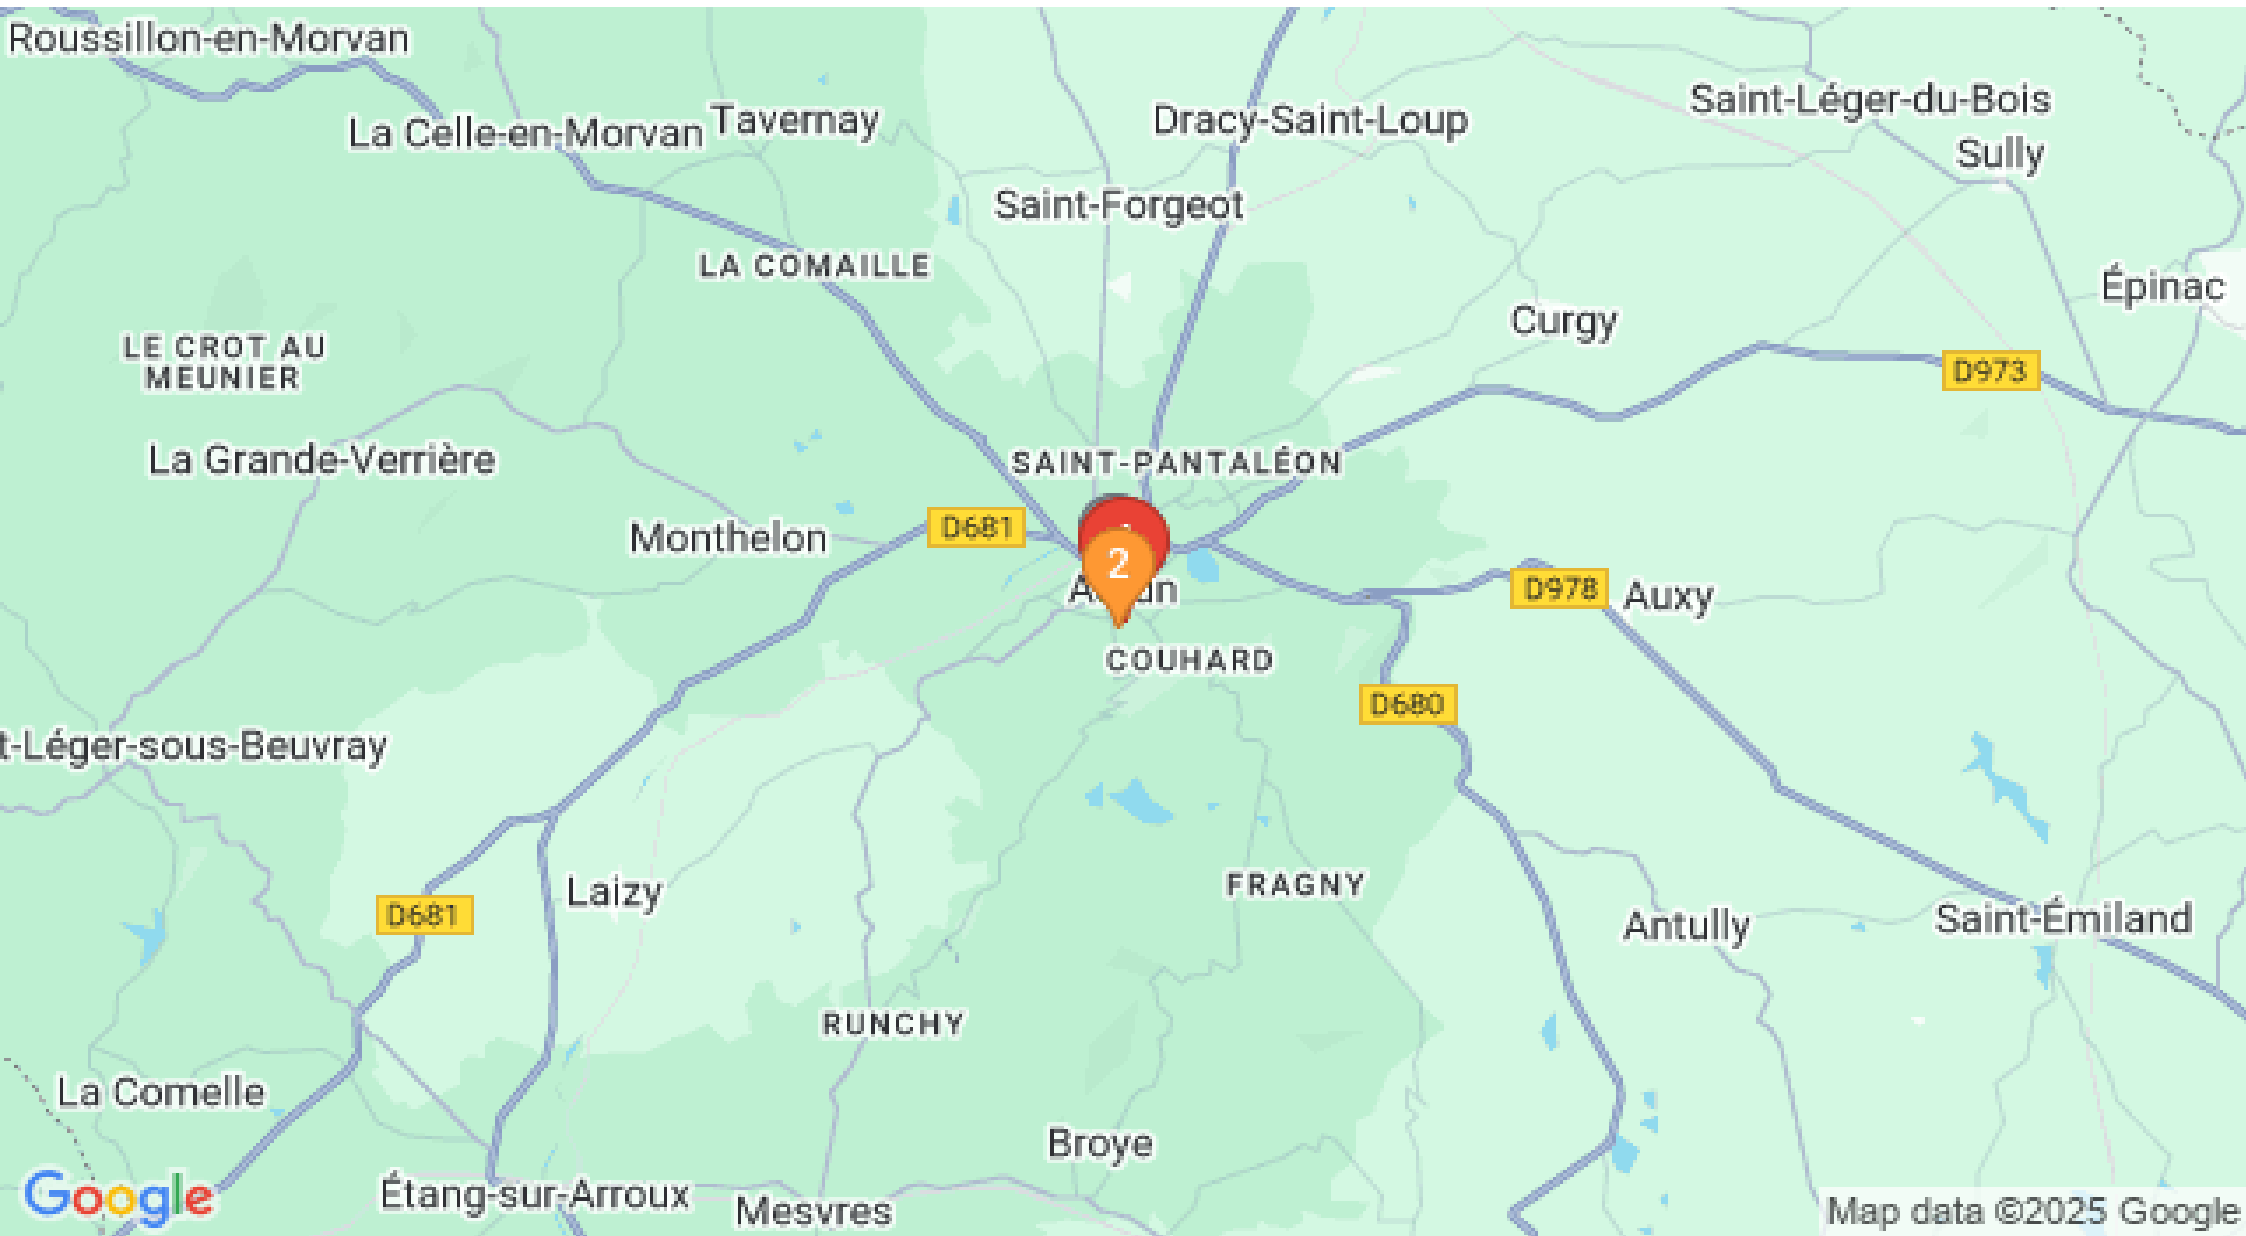 Roussillon-en-Morvan
Saint-Léger-du-Bois
La Celle-en-Morvan
Tavernay
Dracy-Saint-Loup
Sully
Saint-Forgeot
LA COMAILLE
Épinac
Curgy
LE CROT AU
MEUNIER
D973
La Grande-Verrière
SAINT-PANTALÉON
D681
Monthelon
2
D978
Auxy
COUHARD
D680
t-Léger-sous-Beuvray
Laizy
FRAGNY
D681
Antully
Saint-Émiland
RUNCHY
La Comelle
Broye
Google
Étang-sur-Arroux
Mesvres
Map data ©2025 Google